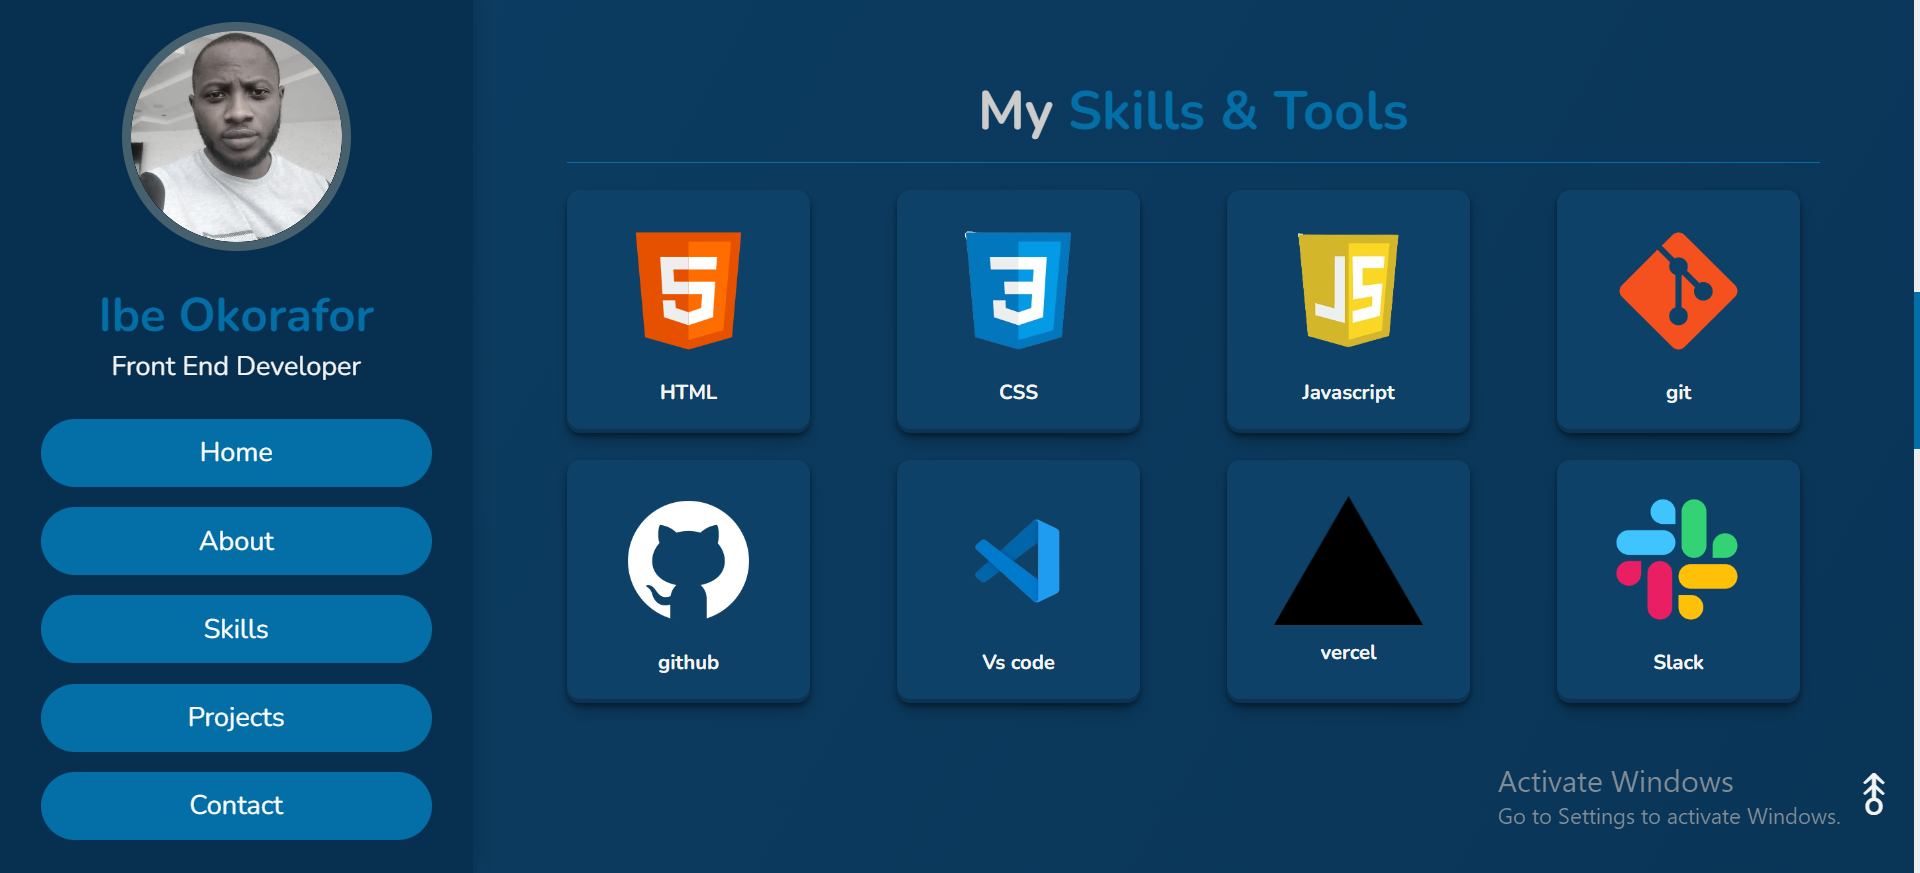 Ibe Okorafor
Front End Developer
Home
About
Skills
Projects
Contact
My Skills & Tools
5
3
JS
HTML
CSS
Javascript
git
github
Vs code
vercel
Slack
Activate Windows
Go to Settings to activate Windows.